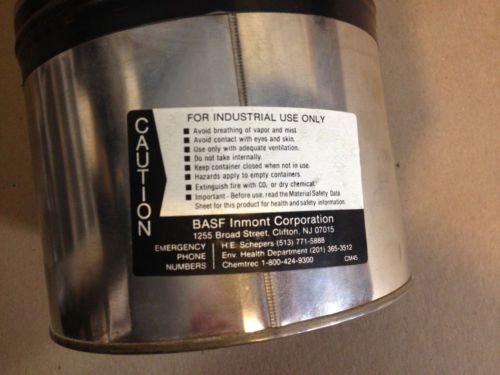 CAUTION
FOR INDUSTRIAL USE ONLY
■ Avoid breathing of vapor and mist.
■ Avoid contact with eyes and skin.
■ Use only with adequate ventilation.
■ Do not take internally.
■ Keep container closed when not in use.
■ Hazards apply to empty containers.
■ Extinguish fire with CO₂ or dry chemical.
■ Important - Before use, read the Material Safety Data
Sheet for this product for health and safety information.
BASF Inmont Corporation
1255 Broad Street, Clifton, NJ 07015
EMERGENCY PHONE NUMBERS
H.E. Schepers (513) 771-5888
Env. Health Department (201) 365-3512
Chemtrec 1-800-424-9300
CM45